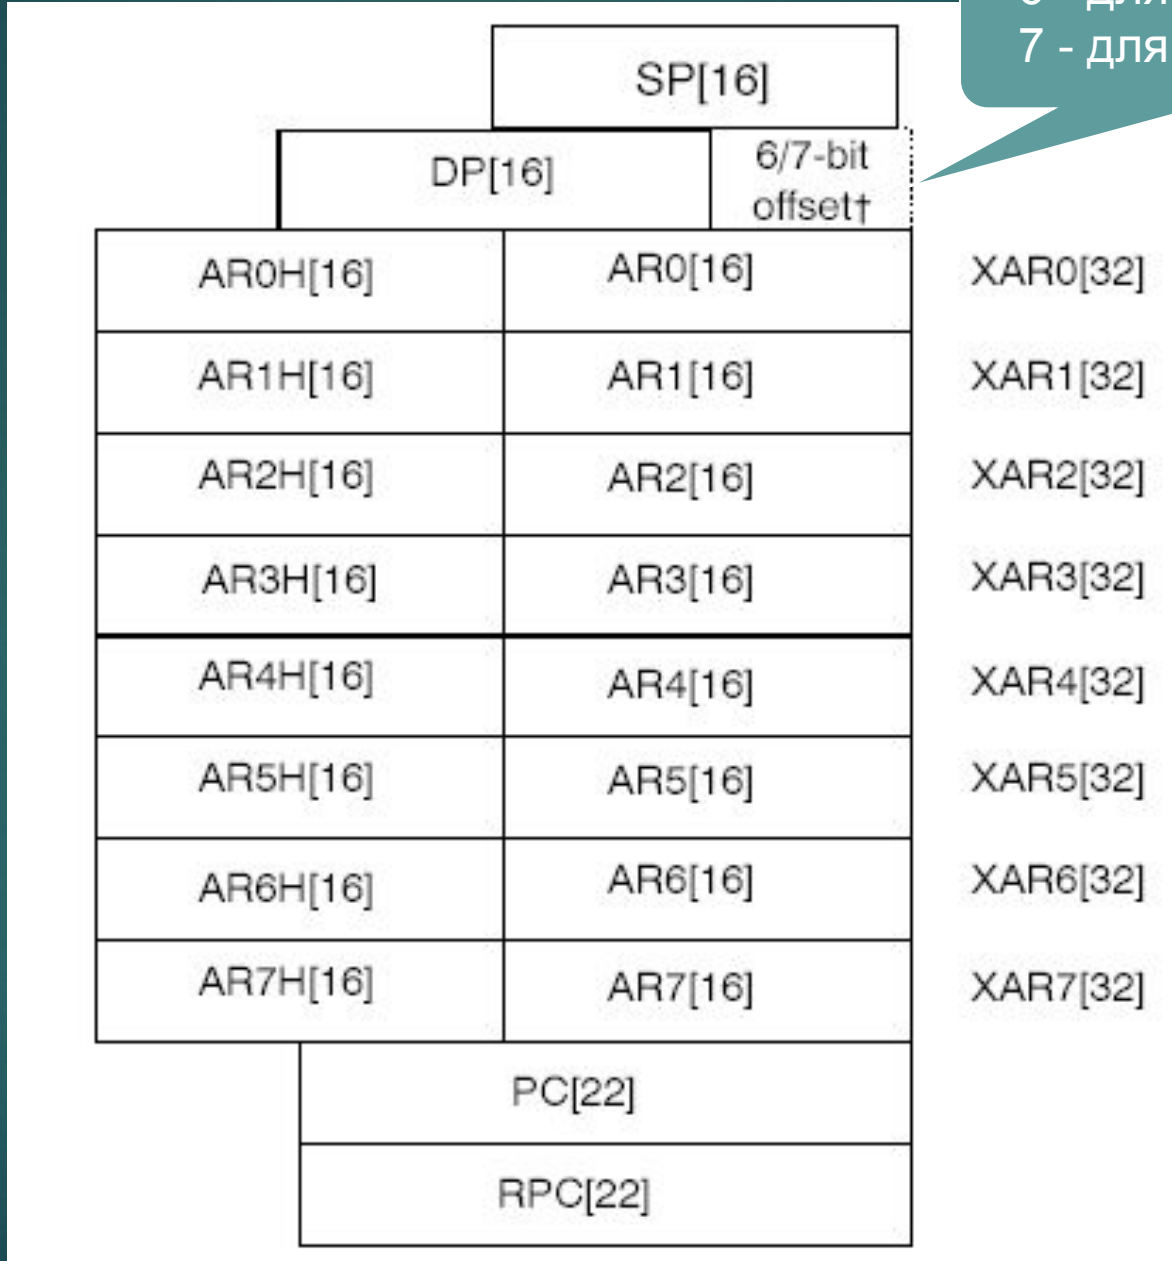 7 - для
SP[16]
DP[16]
6/7-bit
offset†
AR0H[16] AR0[16] XAR0[32]
AR1H[16] AR1[16] XAR1[32]
AR2H[16] AR2[16] XAR2[32]
AR3H[16] AR3[16] XAR3[32]
AR4H[16] AR4[16] XAR4[32]
AR5H[16] AR5[16] XAR5[32]
AR6H[16] AR6[16] XAR6[32]
AR7H[16] AR7[16] XAR7[32]
PC[22]
RPC[22]